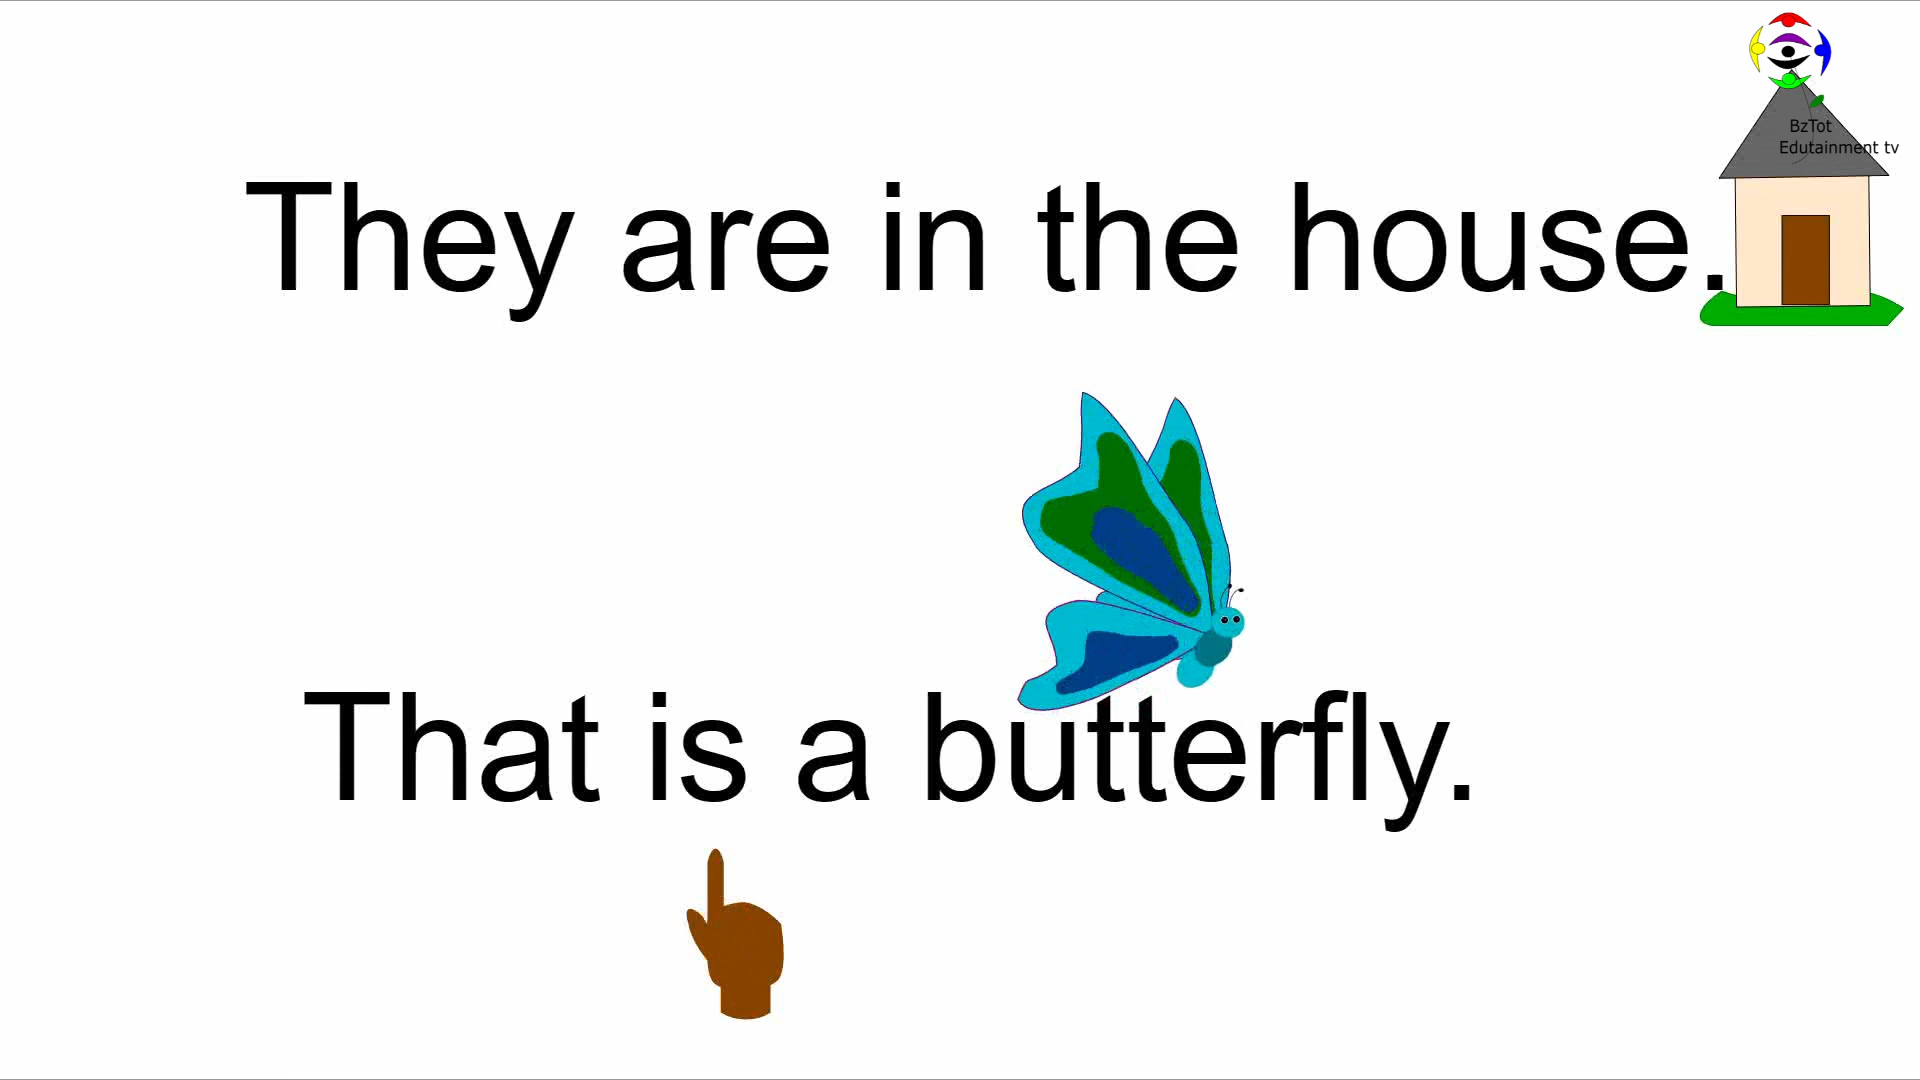 BzTot
Edutainment tv
They are in the house.
That is a butterfly.